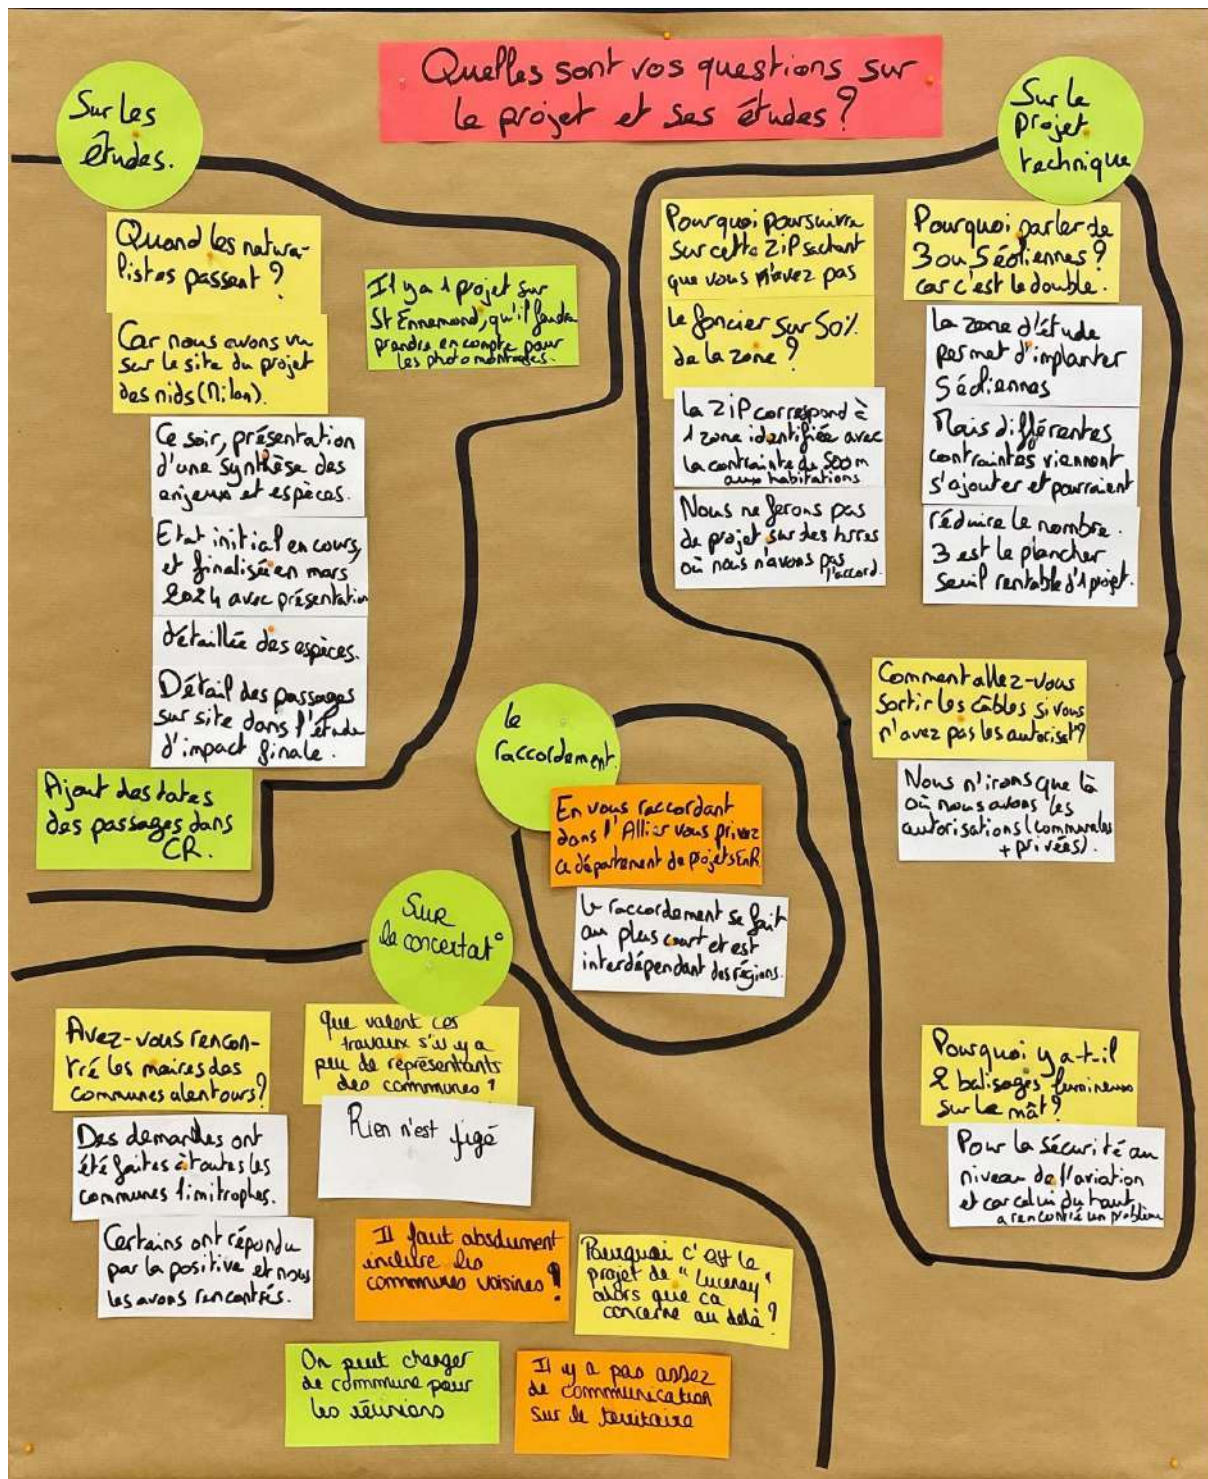 Quelles sont vos questions sur
le projet et ses études ?
Sur les
études.
Quand les natura-
listes passent ?
Car nous avons vu
sur le site du projet
des nids (Milan).
Ce soir, présentation
d'une synthèse des
enjeux et espèces.
Etat initial en cours,
et finalisée en mars
2024 avec présentation
détaillée des espèces.
Détail des passages
sur site dans l'étude
d'impact finale.
Ajout des dates
des passages dans
CR.
Il y a 1 projet sur
St Ennemond, qu'il faudra
prendre en compte pour
les photomontages.
Sur le
projet
technique
Pourquoi poursuivre
sur cette ZiP sachant
que vous n'avez pas
le foncier sur 50%
de la zone ?
La ZiP correspond à
1 zone identifiée avec
la contrainte de 500m
aux habitations
Nous ne ferons pas
de projet sur des terres
où nous n'avons pas
l'accord.
Pourquoi parler de
3 ou 5 éoliennes ?
car c'est le double.
la zone d'étude
permet d'implanter
5 éoliennes
Mais différentes
contraintes viennent
s'ajouter et pourraient
réduire le nombre.
3 est le plancher
seuil rentable d'1 projet.
Comment allez-vous
sortir les câbles si vous
n'avez pas les autorisat° ?
Nous n'irons que là
où nous avons les
autorisations (communales
+ privées).
Pourquoi y a-t-il
2 balisages lumineux
sur le mât ?
Pour la sécurité au
niveau de l'aviation
et car celui du haut
a rencontré un problème
le
raccordement.
En vous raccordant
dans l'Allier vous privez
ce département de projets EnR.
Le raccordement se fait
au plus court et est
interdépendant des régions.
SUR
la concertat°
Avez-vous rencon-
tré les maires des
communes alentours ?
Des demandes ont
été faites à toutes les
communes limitrophes.
Certains ont répondu
par la positive et nous
les avons rencontrés.
Que valent ces
travaux s'il y a
peu de représentants
des communes ?
Rien n'est figé
Il faut absolument
inclure les
communes voisines !
Pourquoi c'est le
projet de "Lucenay"
alors que ca
concerne au delà ?
On peut changer
de commune pour
les réunions
Il y a pas assez
de communication
sur le territoire